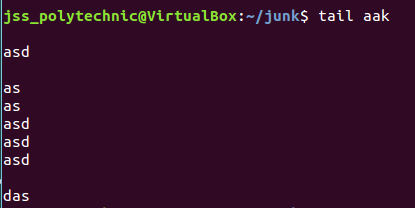 jss_polytechnic@VirtualBox:~/junk$ tail aak
asd
as
as
asd
asd
asd
das